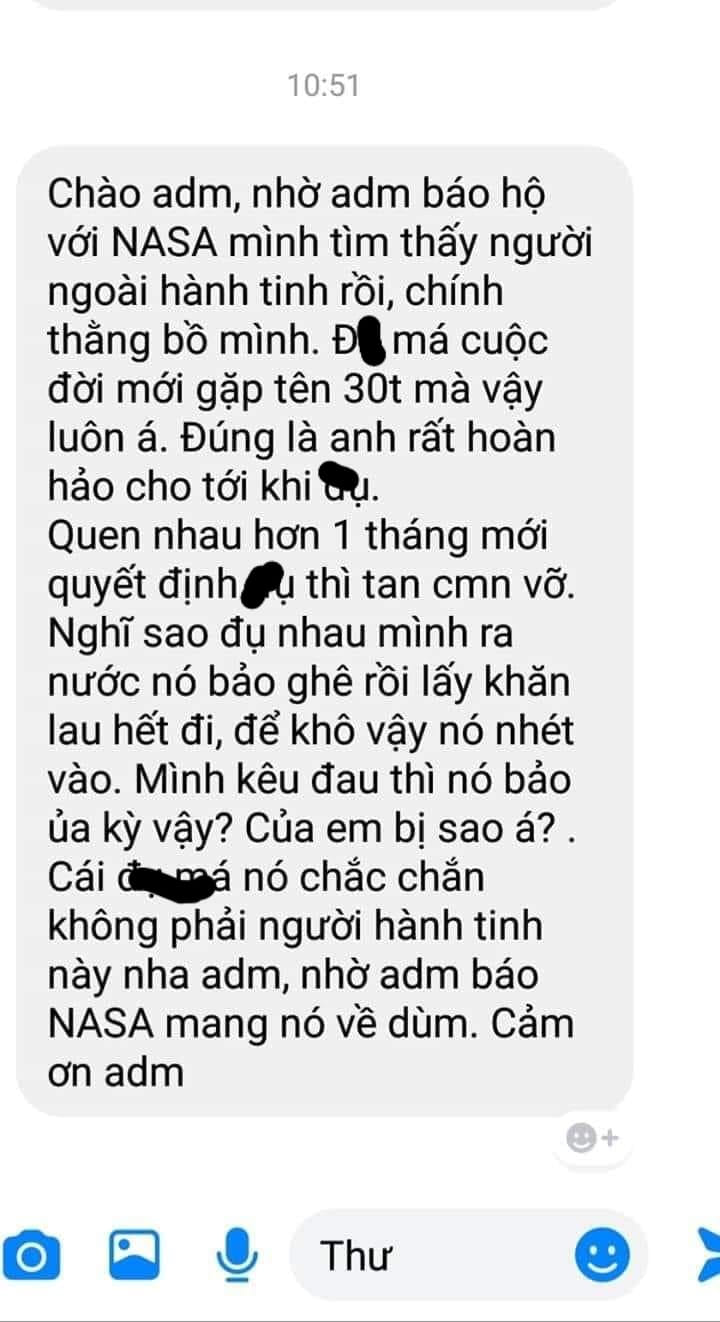 10:51
Chào adm, nhờ adm báo hộ
với NASA mình tìm thấy người
ngoài hành tinh rồi, chính
thằng bồ mình. Đ má cuộc
đời mới gặp tên 30t mà vậy
luôn á. Đúng là anh rất hoàn
hảo cho tới khi
Quen nhau hơn 1 tháng mới
quyết định thì tan cmn vỡ.
Nghĩ sao đụ nhau mình ra
nước nó bảo ghê rồi lấy khăn
lau hết đi, để khô vậy nó nhét
vào. Mình kêu đau thì nó bảo
ủa kỳ vậy? Của em bị sao á? .
Cái nó chắc chắn
không phải người hành tinh
này nha adm, nhờ adm báo
NASA mang nó về dùm. Cảm
ơn adm
Thư